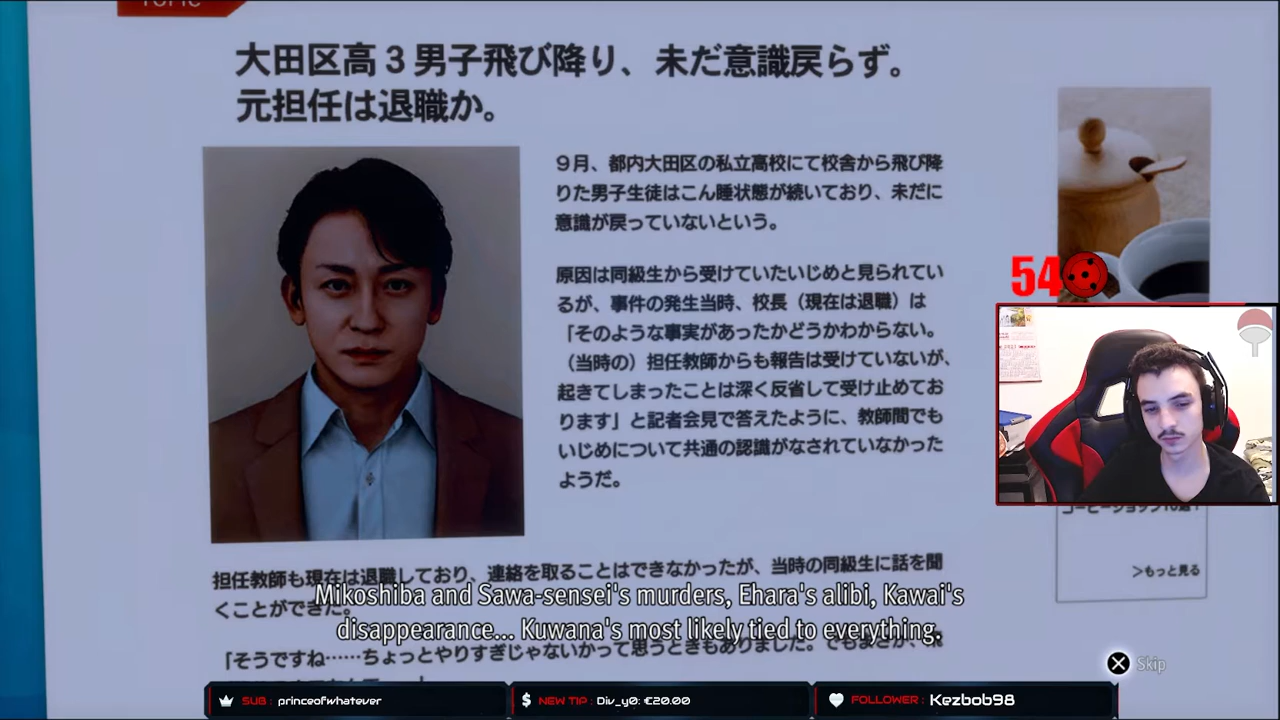 TOPIC
大田区高3男子飛び降り、未だ意識戻らず。
元担任は退職か。
9月、都内大田区の私立高校にて校舎から飛び降
りた男子生徒はこん睡状態が続いており、未だに
意識が戻っていないという。
原因は同級生から受けていたいじめと見られてい
るが、事件の発生当時、校長（現在は退職）は
「そのような事実があったかどうかわからない。
（当時の）担任教師からも報告は受けていないが、
起きてしまったことは深く反省して受け止めてお
ります」と記者会見で答えたように、教師間でも
いじめについて共通の認識がなされていなかった
ようだ。
担任教師も現在は退職しており、連絡を取ることはできなかったが、当時の同級生に話を聞
くことができた。
「そうですね……ちょっとやりすぎじゃないかって思うときもありました。でもまさか、
Mikoshiba and Sawa-sensei's murders, Ehara's alibi, Kawai's
disappearance... Kuwana's most likely tied to everything.
54
>もっと見る
Skip
SUB : princeofwhatever
$ NEW TIP : Div_y0: €20.00
FOLLOWER : Kezbob98